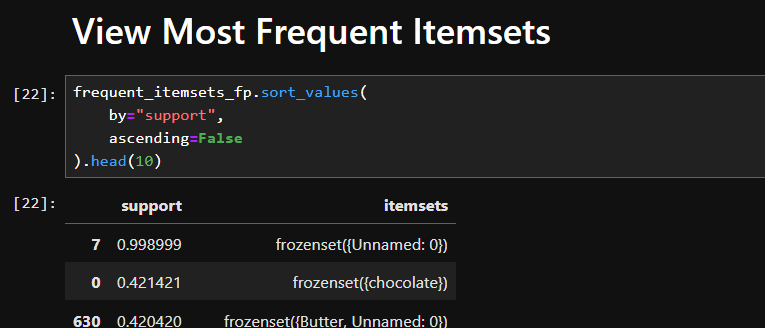 View Most Frequent Itemsets
[22]: frequent_itemsets_fp.sort_values(
by="support",
ascending=False
).head(10)
[22]:
support itemsets
7 0.998999 frozenset({Unnamed: 0})
0 0.421421 frozenset({chocolate})
630 0.420420 frozenset({Butter, Unnamed: 0})